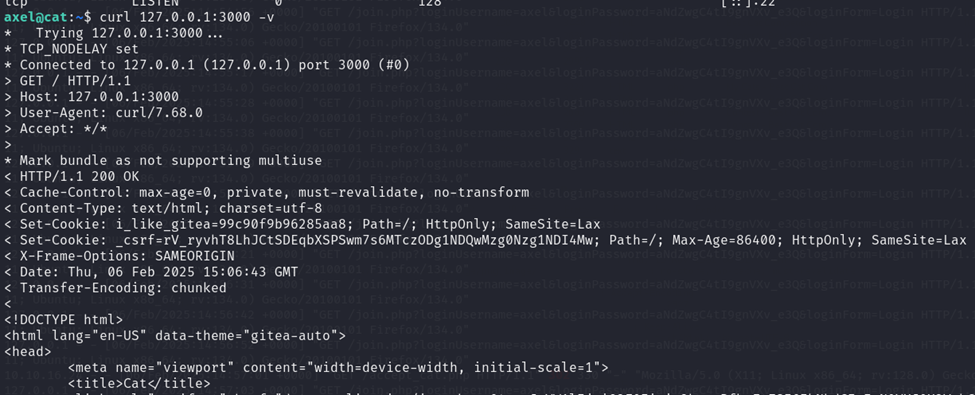 tcp LISTEN 0 128 [::]:22
axel@cat:~$ curl 127.0.0.1:3000 -v
*   Trying 127.0.0.1:3000...
* TCP_NODELAY set
* Connected to 127.0.0.1 (127.0.0.1) port 3000 (#0)
> GET / HTTP/1.1
> Host: 127.0.0.1:3000
> User-Agent: curl/7.68.0
> Accept: */*
>
* Mark bundle as not supporting multiuse
< HTTP/1.1 200 OK
< Cache-Control: max-age=0, private, must-revalidate, no-transform
< Content-Type: text/html; charset=utf-8
< Set-Cookie: i_like_gitea=99c90f9b96285aa8; Path=/; HttpOnly; SameSite=Lax
< Set-Cookie: _csrf=rV_ryvhT8LhJCtSDEqbXSPSwm7s6MTczODg1NDQwMzg0Nzg1NDI4Mw; Path=/; Max-Age=86400; HttpOnly; SameSite=Lax
< X-Frame-Options: SAMEORIGIN
< Date: Thu, 06 Feb 2025 15:06:43 GMT
< Transfer-Encoding: chunked
<
<!DOCTYPE html>
<html lang="en-US" data-theme="gitea-auto">
<head>
        <meta name="viewport" content="width=device-width, initial-scale=1">
        <title>Cat</title>